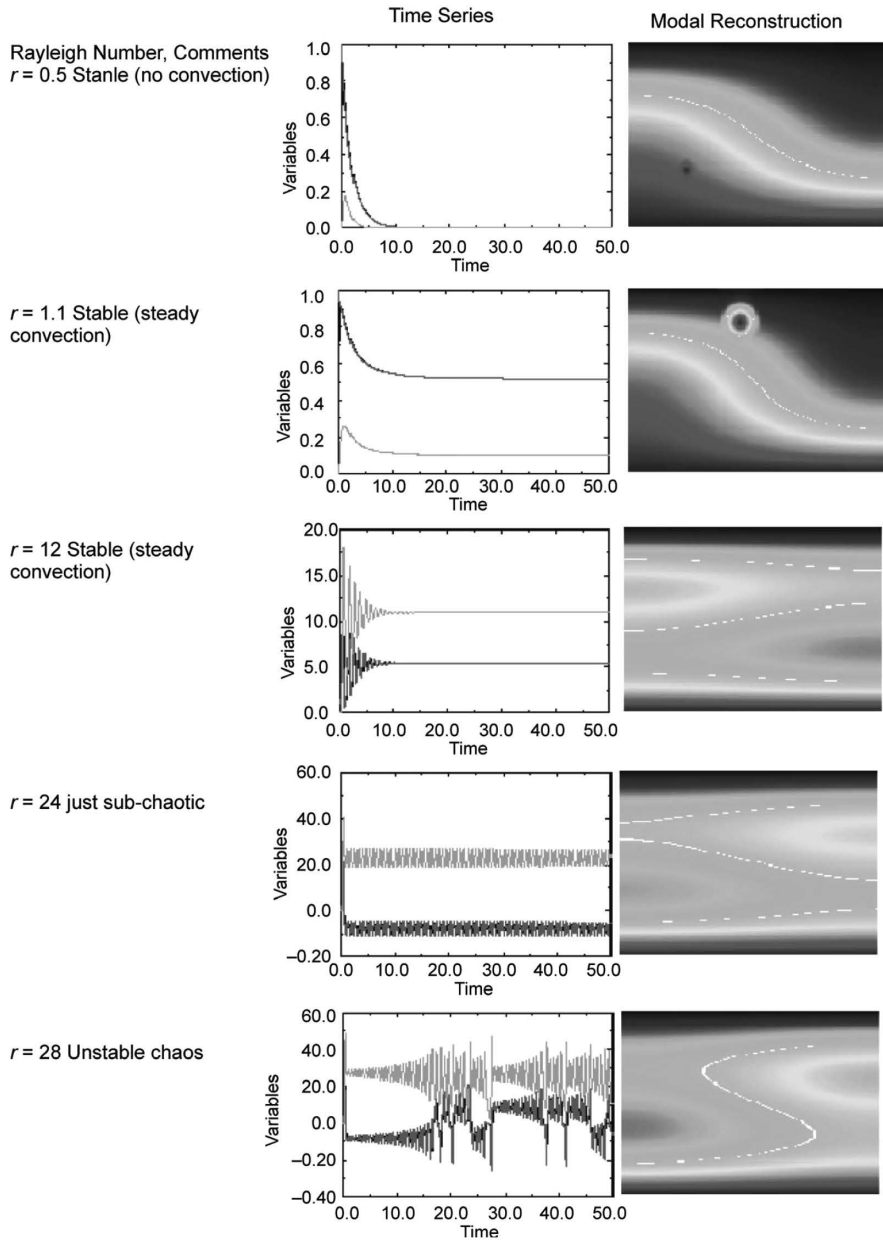 Time Series
Modal Reconstruction
Rayleigh Number, Comments
r = 0.5 Stanle (no convection)
Variables
1.0
0.8
0.6
0.4
0.2
0.0
0.0 10.0 20.0 30.0 40.0 50.0
Time
r = 1.1 Stable (steady
convection)
Variables
1.0
0.8
0.6
0.4
0.2
0.0
0.0 10.0 20.0 30.0 40.0 50.0
Time
r = 12 Stable (steady
convection)
Variables
20.0
15.0
10.0
5.0
0.0
0.0 10.0 20.0 30.0 40.0 50.0
Time
r = 24 just sub-chaotic
Variables
60.0
40.0
20.0
0.0
–0.20
0.0 10.0 20.0 30.0 40.0 50.0
Time
r = 28 Unstable chaos
Variables
60.0
40.0
20.0
0.0
–0.20
–0.40
0.0 10.0 20.0 30.0 40.0 50.0
Time